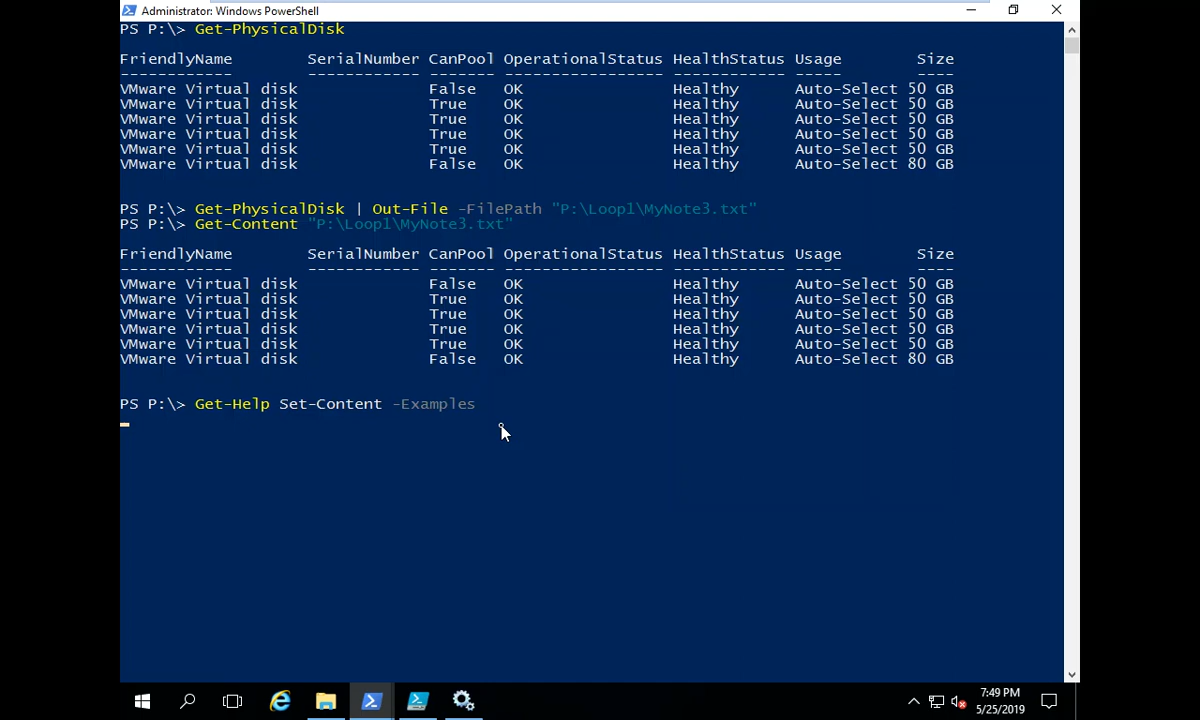 Administrator: Windows PowerShell
PS P:\> Get-PhysicalDisk
FriendlyName SerialNumber CanPool OperationalStatus HealthStatus Usage Size
------------ ------------ ------- ----------------- ------------ ----- ----
VMware Virtual disk False OK Healthy Auto-Select 50 GB
VMware Virtual disk True OK Healthy Auto-Select 50 GB
VMware Virtual disk True OK Healthy Auto-Select 50 GB
VMware Virtual disk True OK Healthy Auto-Select 50 GB
VMware Virtual disk True OK Healthy Auto-Select 50 GB
VMware Virtual disk False OK Healthy Auto-Select 80 GB
PS P:\> Get-PhysicalDisk | Out-File -FilePath "P:\Loop1\MyNote3.txt"
PS P:\> Get-Content "P:\Loop1\MyNote3.txt"
FriendlyName SerialNumber CanPool OperationalStatus HealthStatus Usage Size
------------ ------------ ------- ----------------- ------------ ----- ----
VMware Virtual disk False OK Healthy Auto-Select 50 GB
VMware Virtual disk True OK Healthy Auto-Select 50 GB
VMware Virtual disk True OK Healthy Auto-Select 50 GB
VMware Virtual disk True OK Healthy Auto-Select 50 GB
VMware Virtual disk True OK Healthy Auto-Select 50 GB
VMware Virtual disk False OK Healthy Auto-Select 80 GB
PS P:\> Get-Help Set-Content -Examples
7:49 PM
5/25/2019